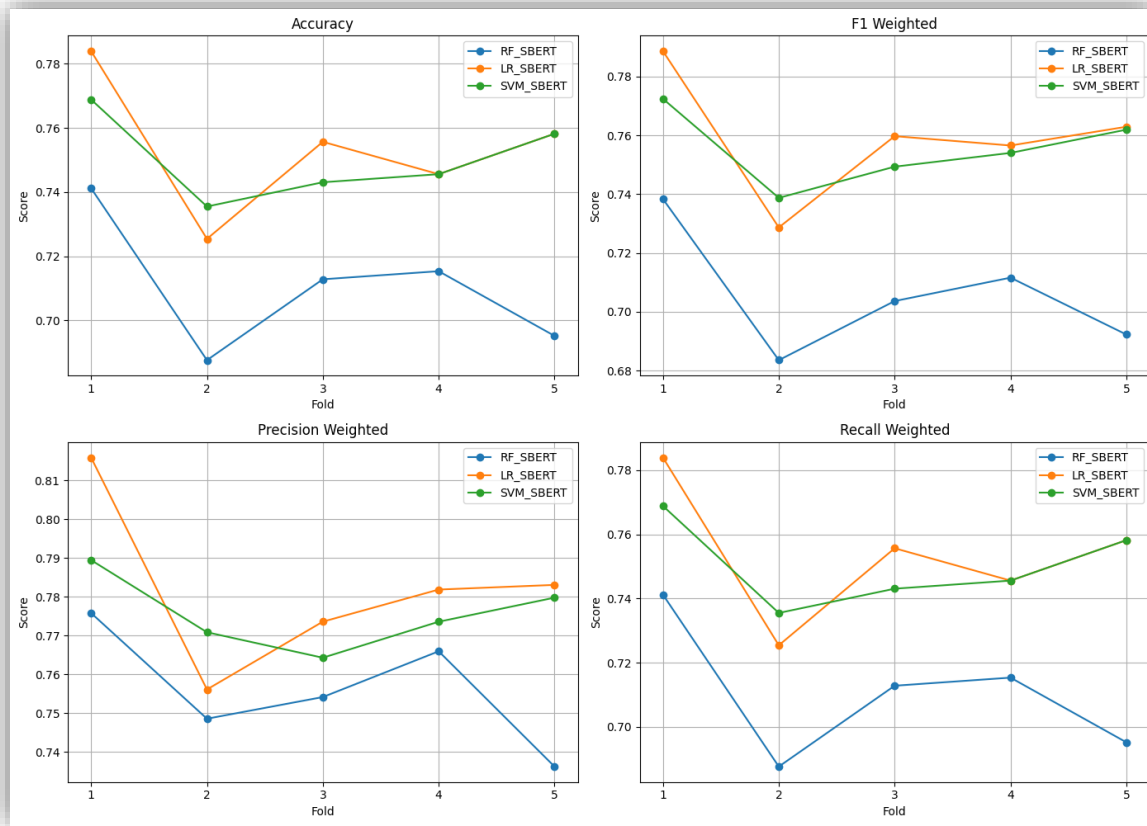 Accuracy
0.78
0.76
0.74
0.72
0.70
Score
RF_SBERT
LR_SBERT
SVM_SBERT
1 2 3 4 5
Fold
F1 Weighted
0.78
0.76
0.74
0.72
0.70
0.68
Score
RF_SBERT
LR_SBERT
SVM_SBERT
1 2 3 4 5
Fold
Precision Weighted
0.81
0.80
0.79
0.78
0.77
0.76
0.75
0.74
Score
RF_SBERT
LR_SBERT
SVM_SBERT
1 2 3 4 5
Fold
Recall Weighted
0.78
0.76
0.74
0.72
0.70
Score
RF_SBERT
LR_SBERT
SVM_SBERT
1 2 3 4 5
Fold